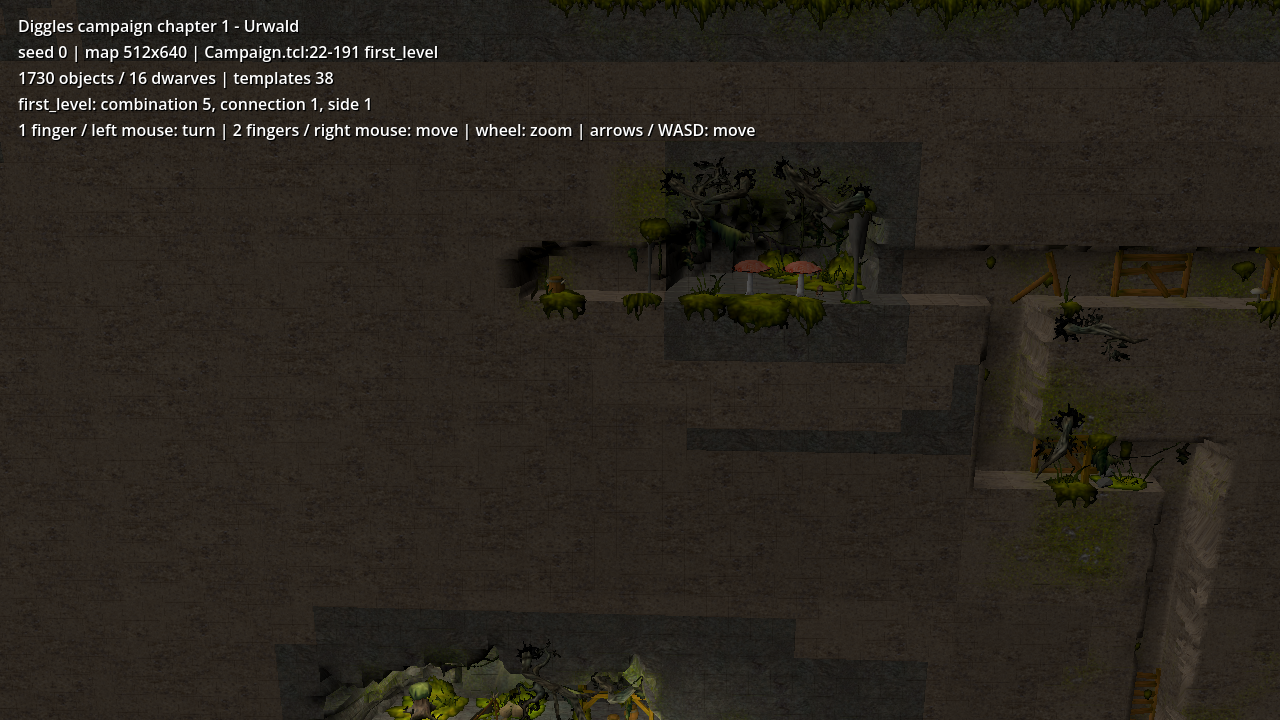 Diggles campaign chapter 1 - Urwald
seed 0 | map 512x640 | Campaign.tcl:22-191 first_level
1730 objects / 16 dwarves | templates 38
first_level: combination 5, connection 1, side 1
1 finger / left mouse: turn | 2 fingers / right mouse: move | wheel: zoom | arrows / WASD: move